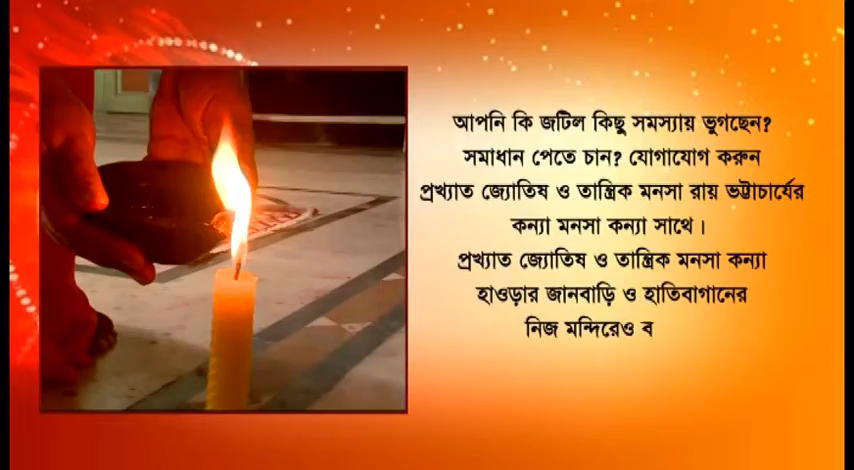 আপনি কি জটিল কিছু সমস্যায় ভুগছেন?
সমাধান পেতে চান? যোগাযোগ করুন
প্রখ্যাত জ্যোতিষ ও তান্ত্রিক মনসা রায় ভট্টাচার্যের
কন্যা মনসা কন্যা সাথে।
প্রখ্যাত জ্যোতিষ ও তান্ত্রিক মনসা কন্যা
হাওড়ার জানবাড়ি ও হাতিবাগানের
নিজ মন্দিরেও ব